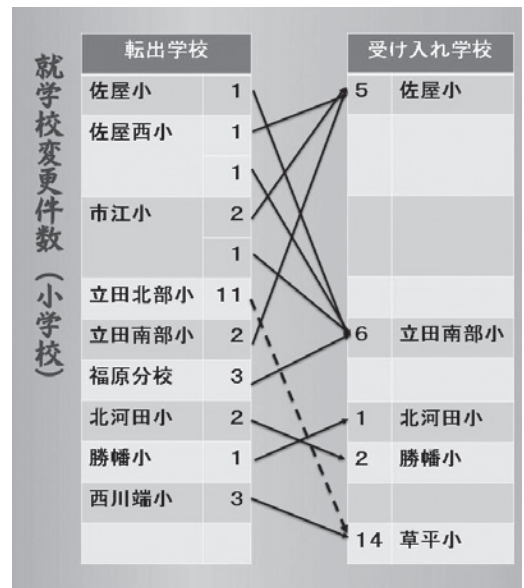 就学校変更件数（小学校）
転出学校
佐屋小 1
佐屋西小 1
1
市江小 2
1
立田北部小 11
立田南部小 2
福原分校 3
北河田小 2
勝幡小 1
西川端小 3
受け入れ学校
5 佐屋小
6 立田南部小
1 北河田小
2 勝幡小
14 草平小